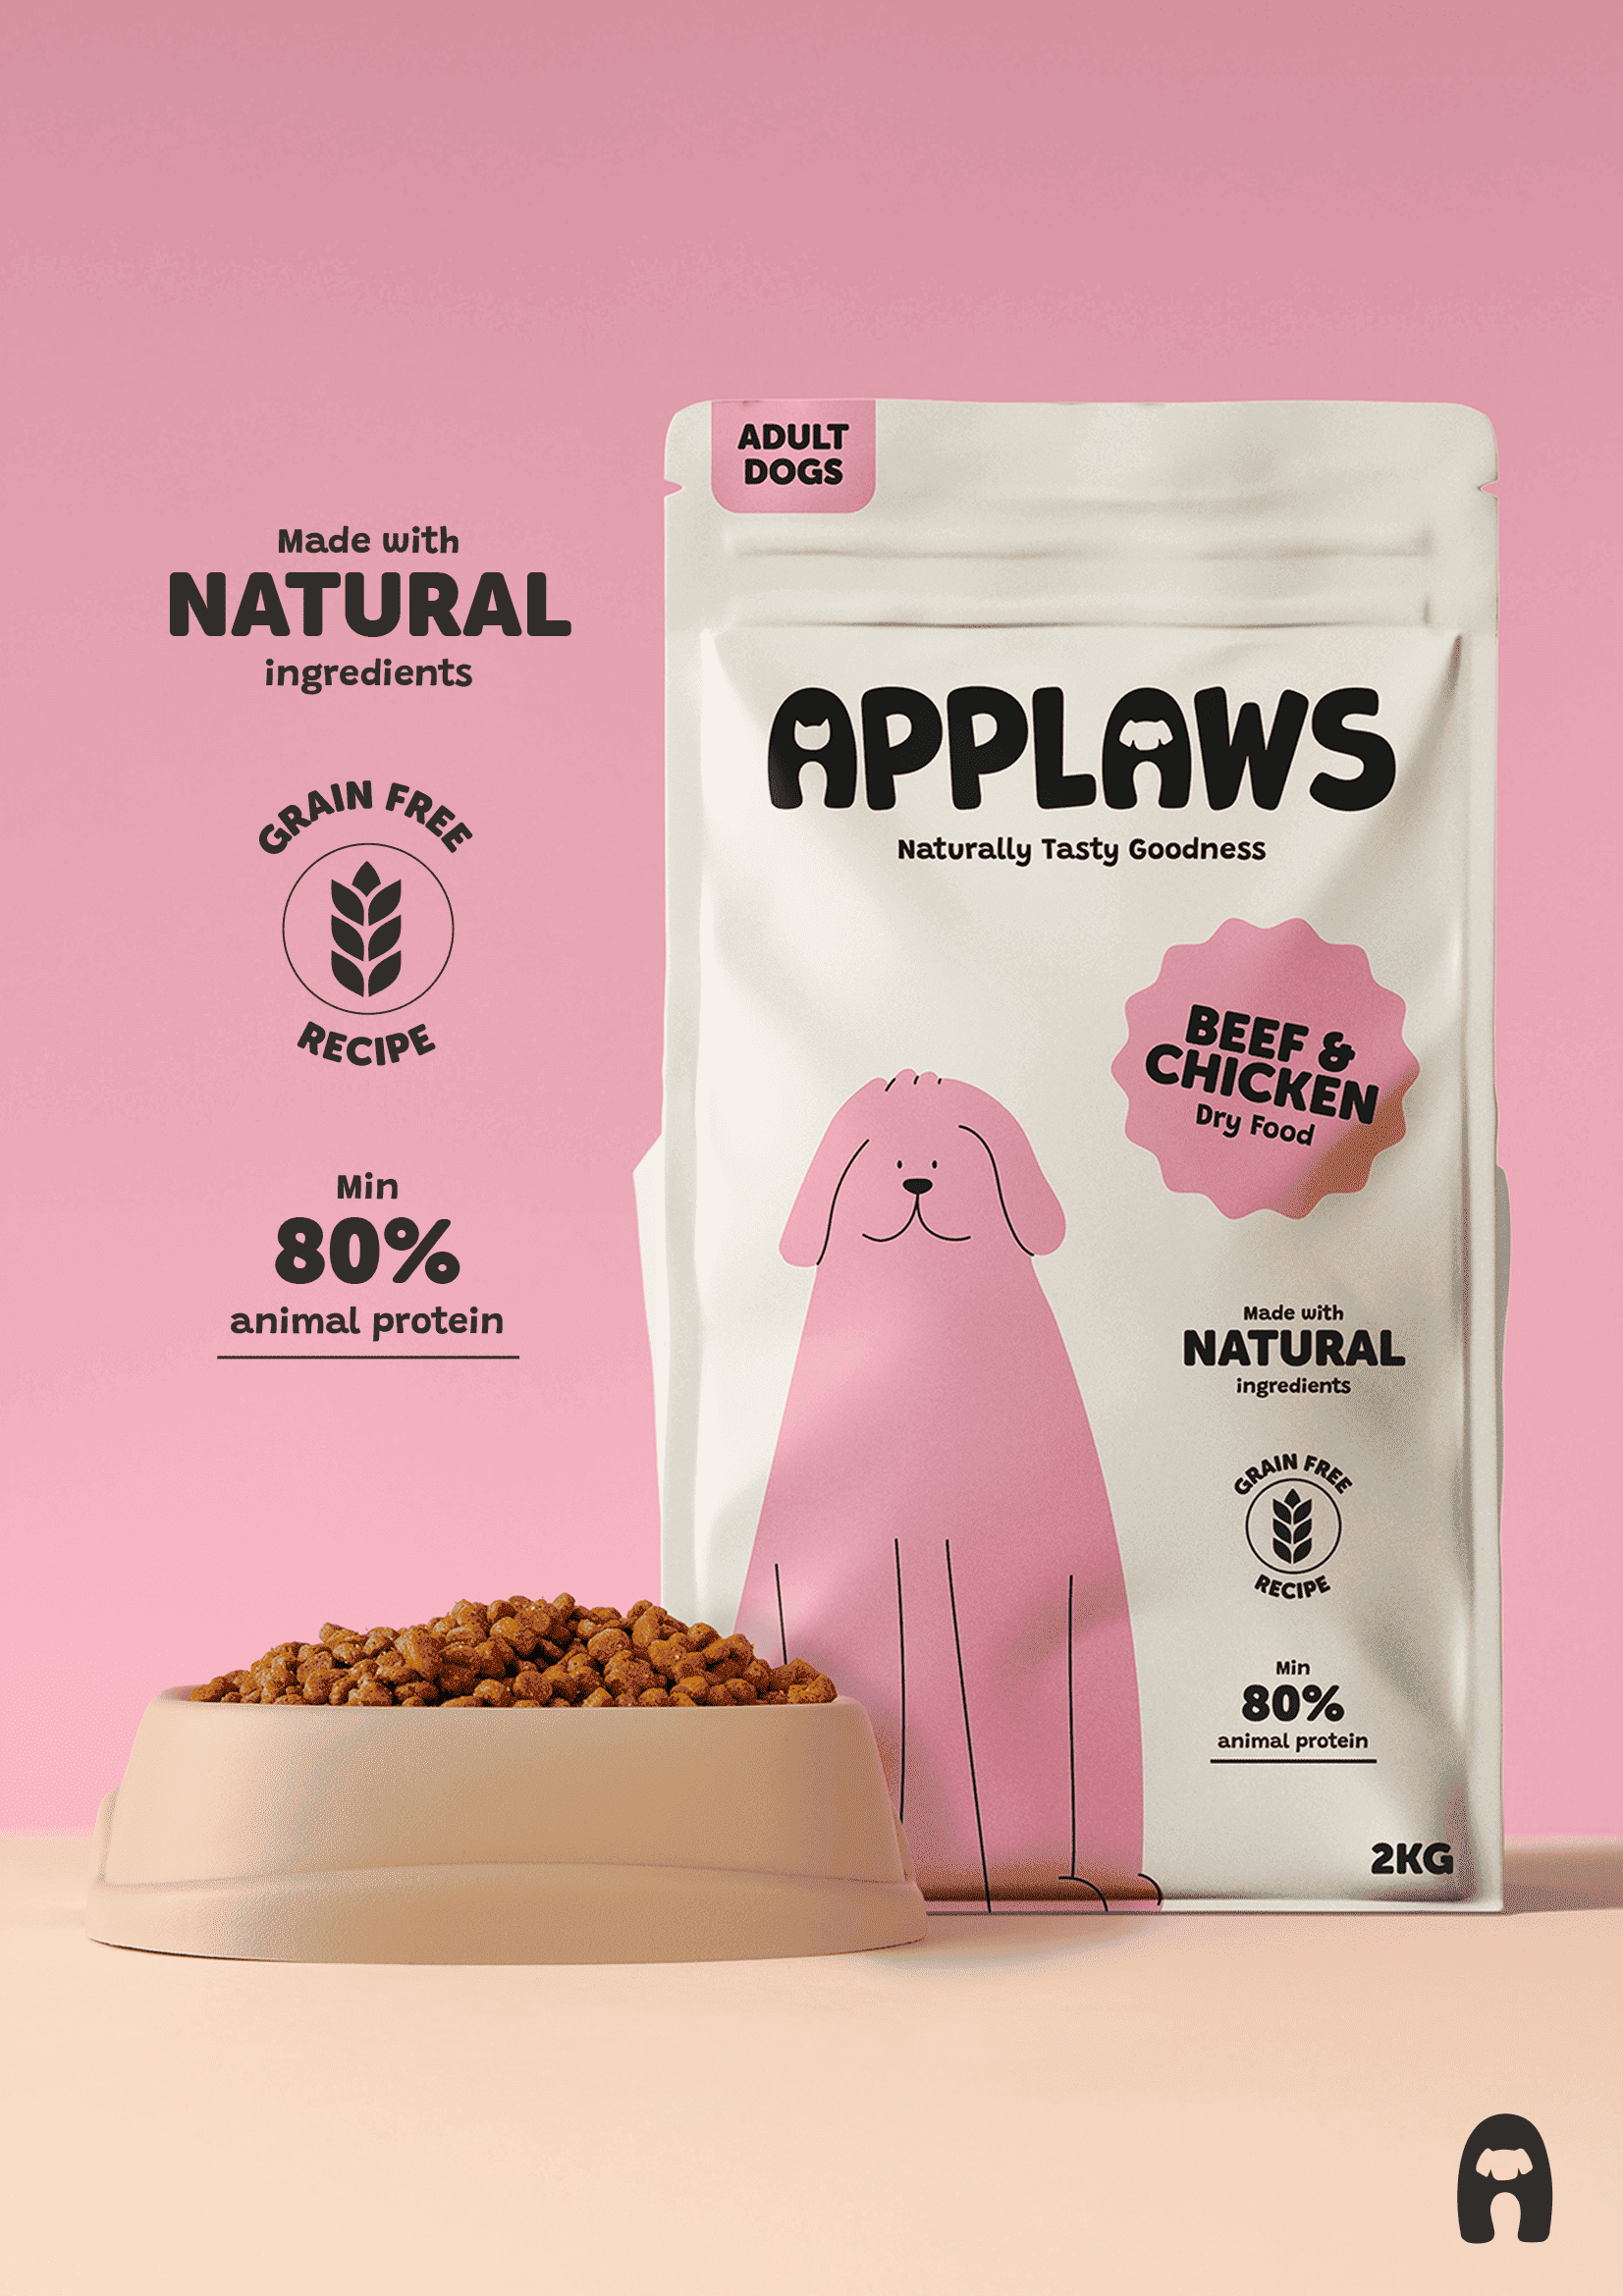 Made with
NATURAL
ingredients
GRAIN FREE
RECIPE
Min
80%
animal protein
ADULT
DOGS
APPLAWS
Naturally Tasty Goodness
BEEF &
CHICKEN
Dry Food
Made with
NATURAL
ingredients
GRAIN FREE
RECIPE
Min
80%
animal protein
2KG
A